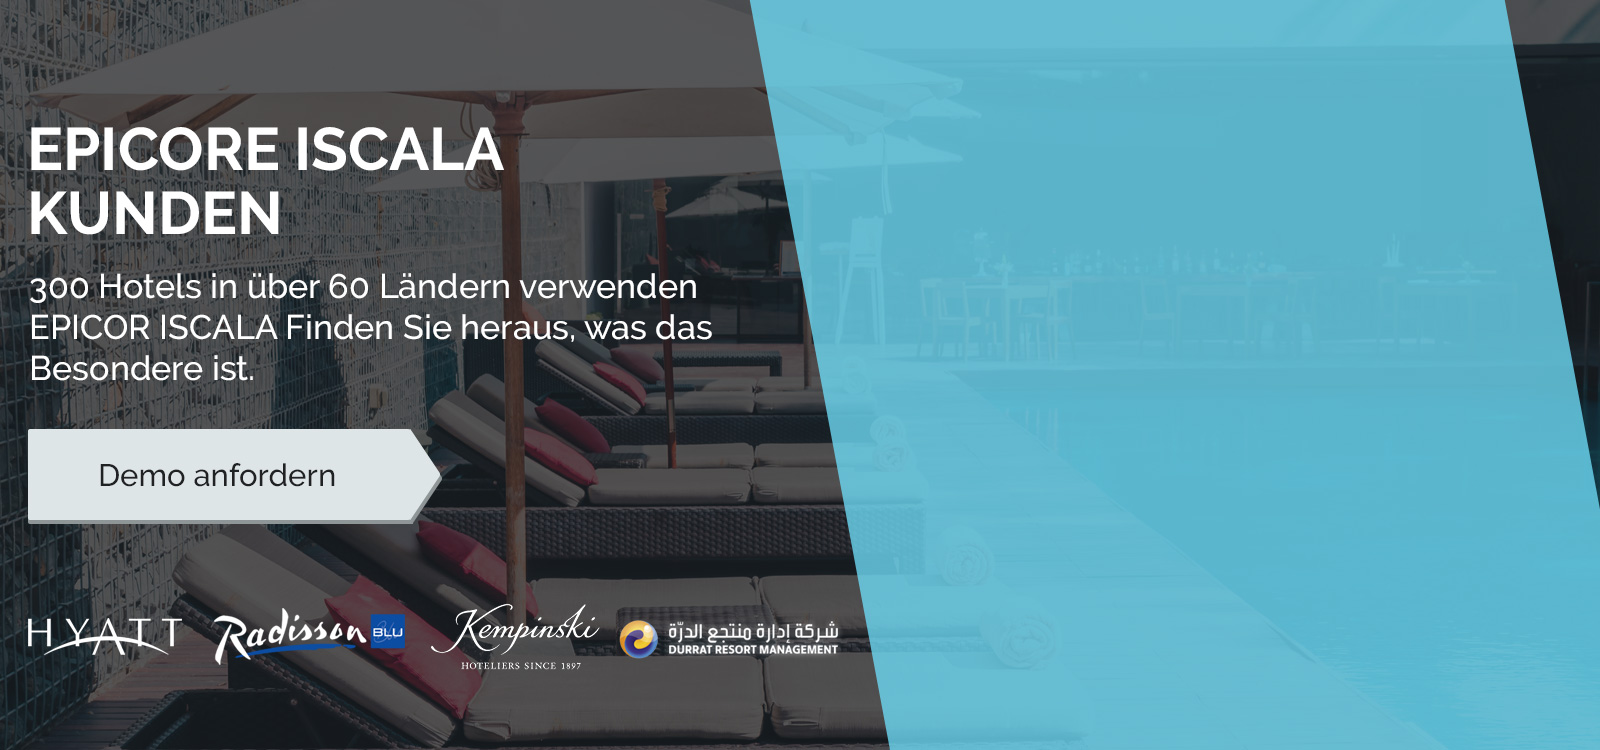 EPICORE ISCALA
KUNDEN
300 Hotels in über 60 Ländern verwenden
EPICOR ISCALA Finden Sie heraus, was das
Besondere ist.
Demo anfordern
HYATT
Radisson BLU
Kempinski
HOTELIERS SINCE 1897
شركة إدارة منتجع الدرّة
DURRAT RESORT MANAGEMENT